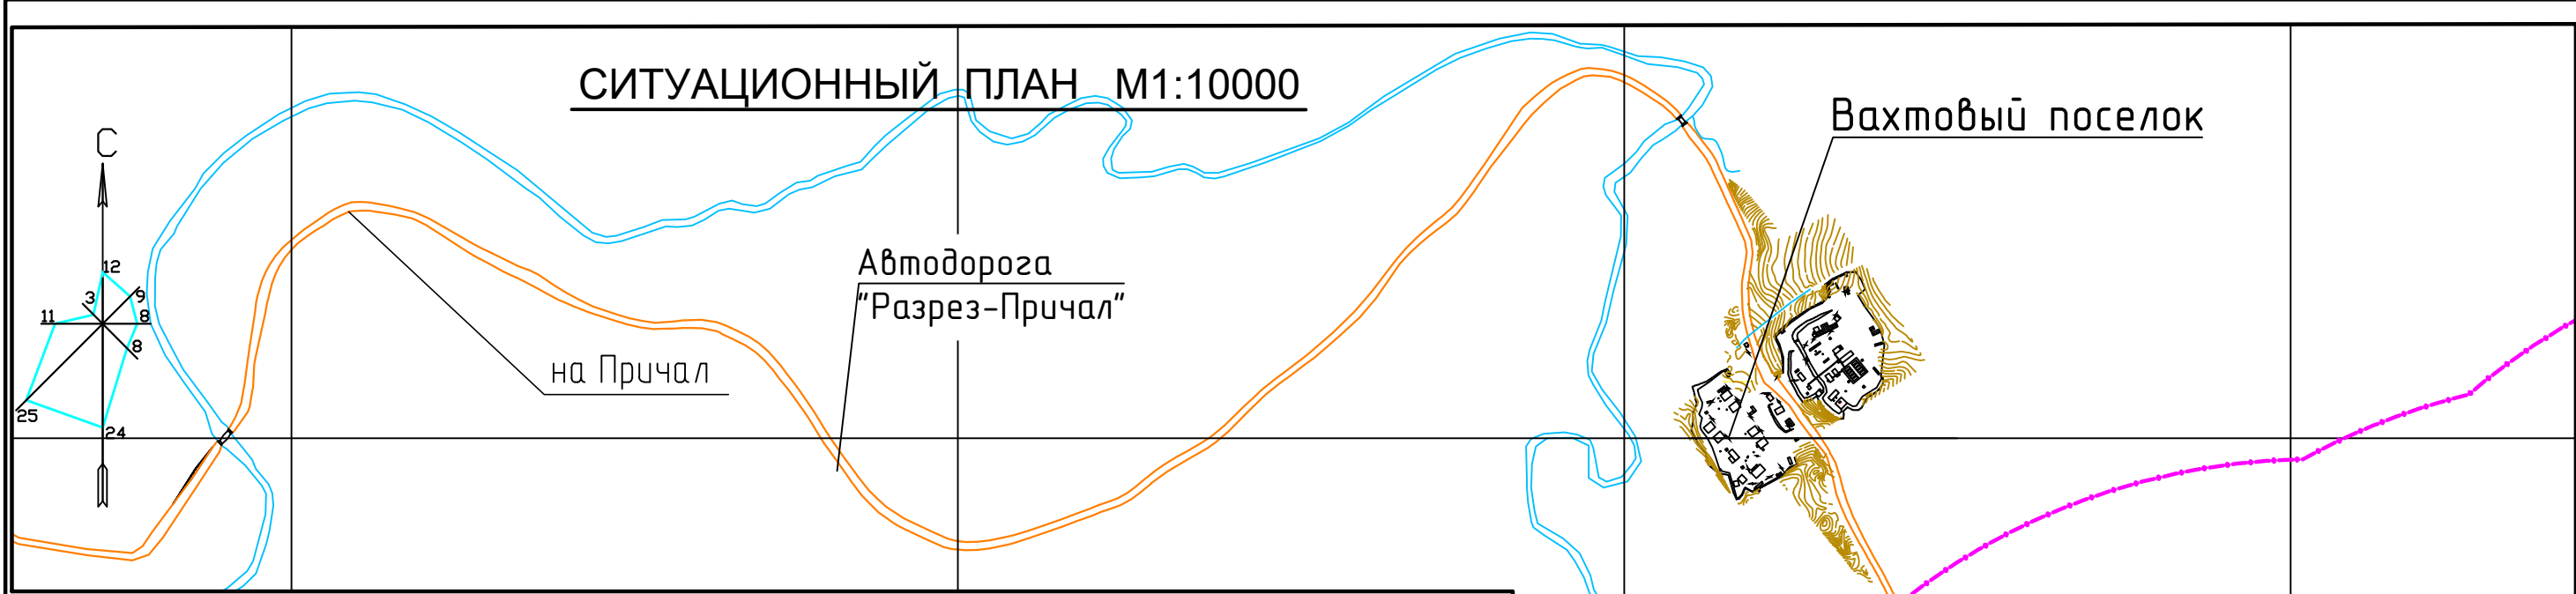 СИТУАЦИОННЫЙ ПЛАН М1:10000
Вахтовый поселок
С
Автодорога
"Разрез-Причал"
на Причал
12
3
9
11
8
8
25
24